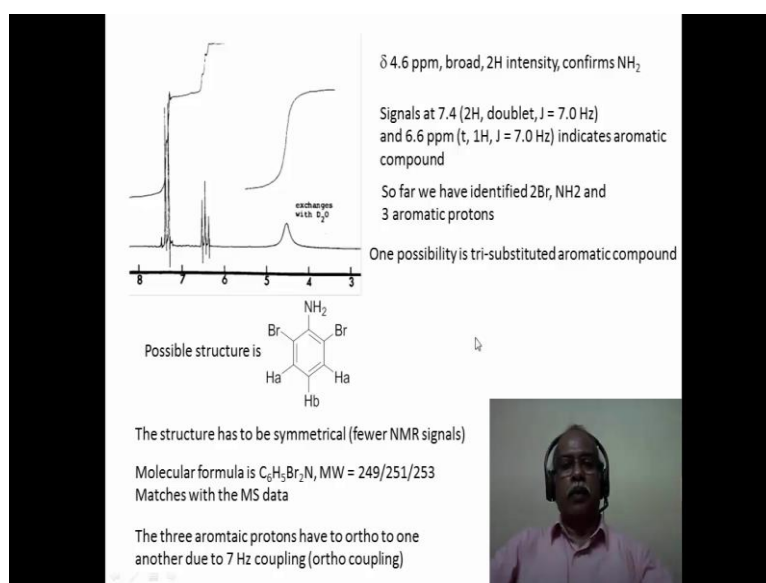 δ 4.6 ppm, broad, 2H intensity, confirms NH2
Signals at 7.4 (2H, doublet, J = 7.0 Hz)
and 6.6 ppm (t, 1H, J = 7.0 Hz) indicates aromatic
compound
So far we have identified 2Br, NH2 and
3 aromatic protons
One possibility is tri-substituted aromatic compound
exchanges
with D2O
8 7 6 5 4 3
Possible structure is
NH2
Br Br
Ha Ha
Hb
The structure has to be symmetrical (fewer NMR signals)
Molecular formula is C6H5Br2N, MW = 249/251/253
Matches with the MS data
The three aromtaic protons have to ortho to one
another due to 7 Hz coupling (ortho coupling)